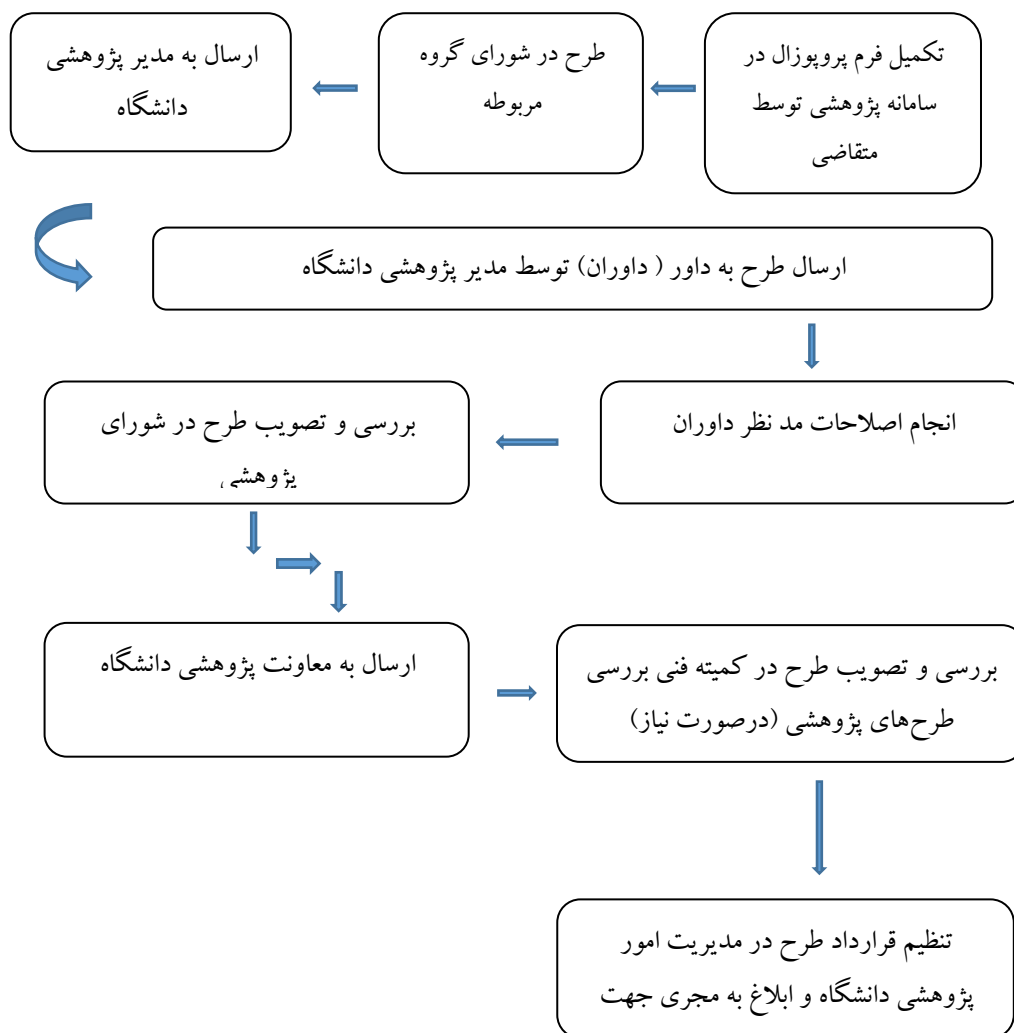 تکمیل فرم پروپوزال در
سامانه پژوهشی توسط
متقاضی
طرح در شورای گروه
مربوطه
ارسال به مدیر پژوهشی
دانشگاه
ارسال طرح به داور ( داوران) توسط مدیر پژوهشی دانشگاه
انجام اصلاحات مد نظر داوران
بررسی و تصویب طرح در شورای
پژوهشی
ارسال به معاونت پژوهشی دانشگاه
بررسی و تصویب طرح در کمیته فنی بررسی
طرح‌های پژوهشی (درصورت نیاز)
تنظیم قرارداد طرح در مدیریت امور
پژوهشی دانشگاه و ابلاغ به مجری جهت